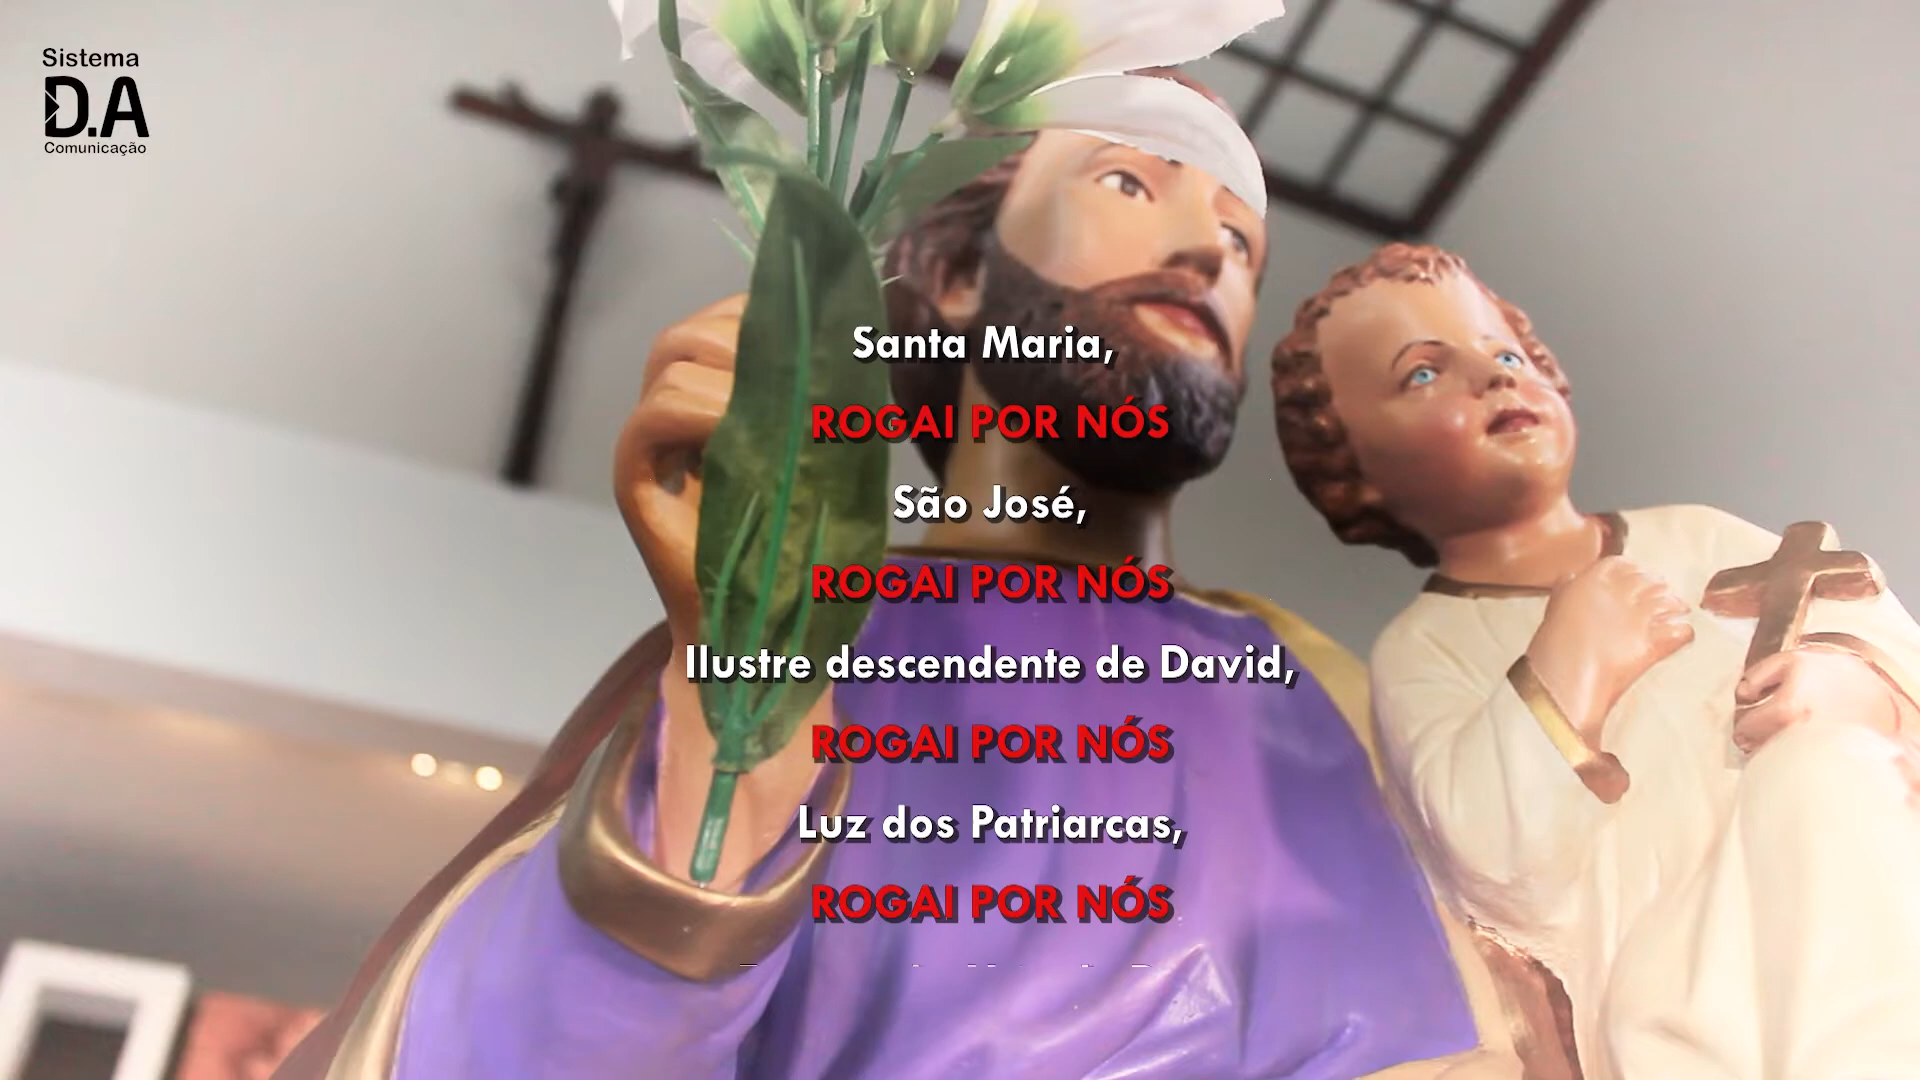 Sistema
D.A
Comunicação
Santa Maria,
ROGAI POR NÓS
São José,
ROGAI POR NÓS
Ilustre descendente de David,
ROGAI POR NÓS
Luz dos Patriarcas,
ROGAI POR NÓS